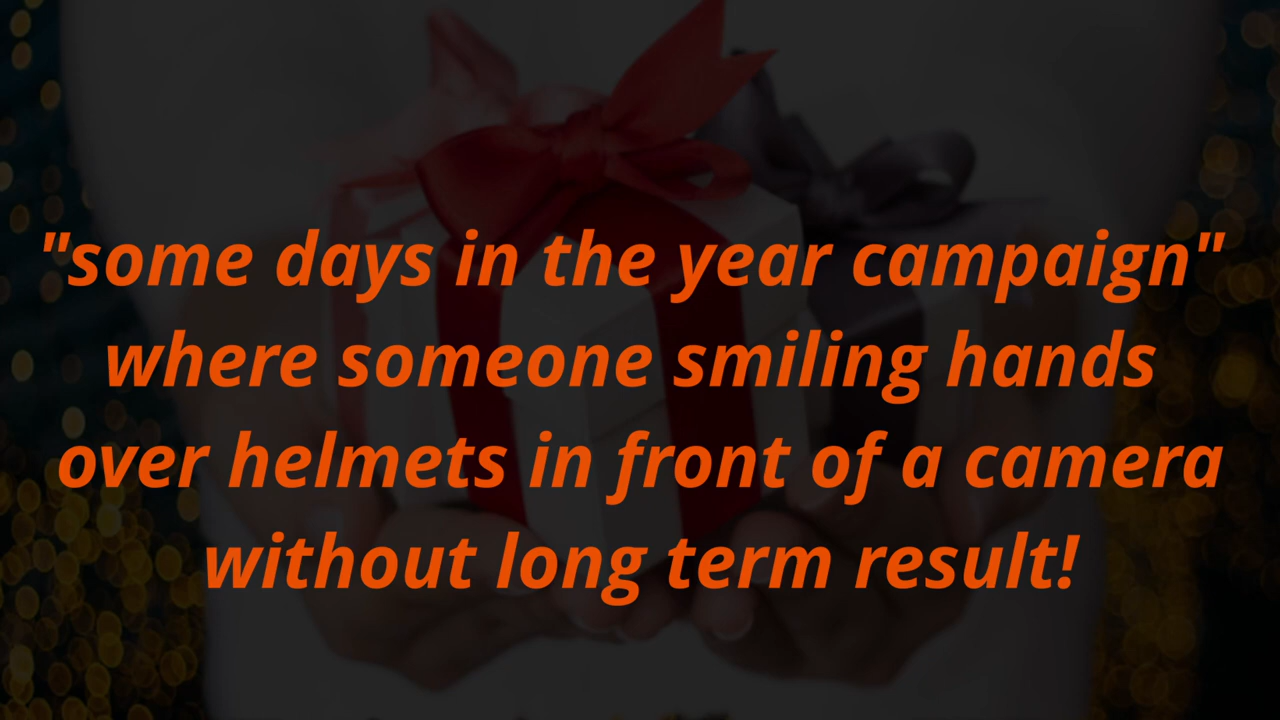 "some days in the year campaign"
where someone smiling hands
over helmets in front of a camera
without long term result!